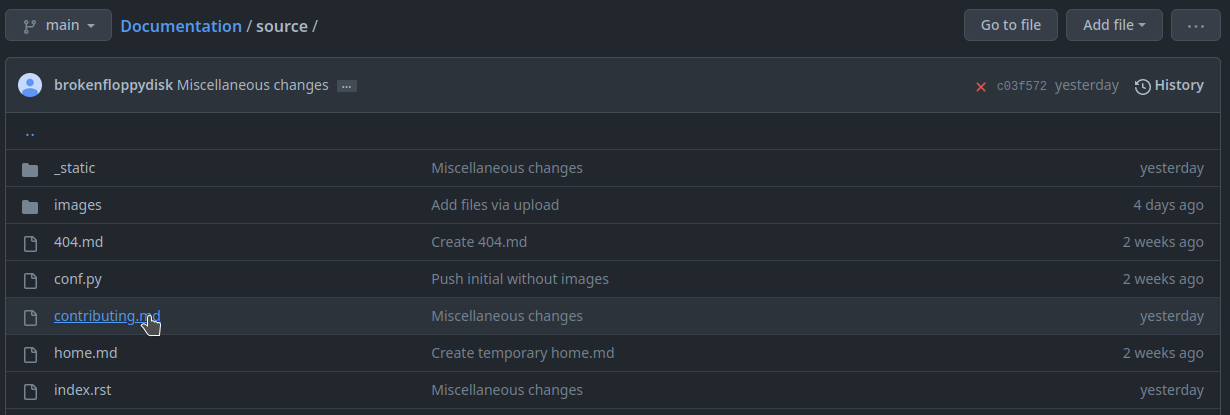 main Documentation / source / Go to file Add file ...
brokenfloppydisk Miscellaneous changes ... c03f572 yesterday History
..
_static Miscellaneous changes yesterday
images Add files via upload 4 days ago
404.md Create 404.md 2 weeks ago
conf.py Push initial without images 2 weeks ago
contributing.md Miscellaneous changes yesterday
home.md Create temporary home.md 2 weeks ago
index.rst Miscellaneous changes yesterday